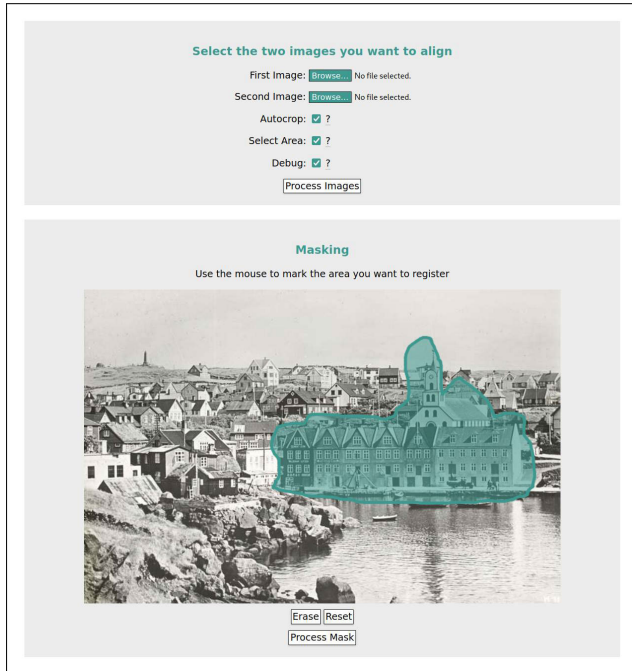 Select the two images you want to align
First Image: Browse... No file selected.
Second Image: Browse... No file selected.
Autocrop: ?
Select Area: ?
Debug: ?
Process Images
Masking
Use the mouse to mark the area you want to register
Erase Reset
Process Mask